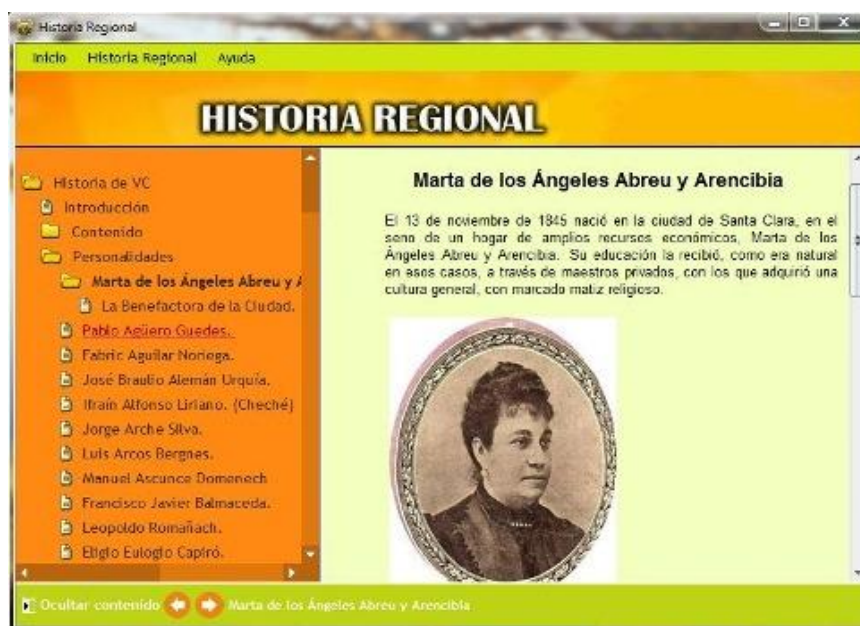 Historia Regional
Inicio Historia Regional Ayuda
HISTORIA REGIONAL
Historia de VC
Introducción
Contenido
Personalidades
Marta de los Ángeles Abreu y A
La Benefactora de la Ciudad.
Pablo Agüero Guedes.
Fabric Aguilar Noriega.
José Braulio Alemán Urquía.
Ifraín Alfonso Liriano. (Cheché)
Jorge Arche Silva.
Luis Arcos Bergnes.
Manuel Ascunce Domenech
Francisco Javier Balmaceda.
Leopoldo Romañach.
Eligio Eulogio Capiró.
Marta de los Ángeles Abreu y Arencibia
El 13 de noviembre de 1845 nació en la ciudad de Santa Clara, en el
seno de un hogar de amplios recursos económicos, Marta de los
Ángeles Abreu y Arencibia. Su educación la recibió, como era natural
en esos casos, a través de maestros privados, con los que adquirió una
cultura general, con marcado matiz religioso.
Ocultar contenido Marta de los Ángeles Abreu y Arencibia